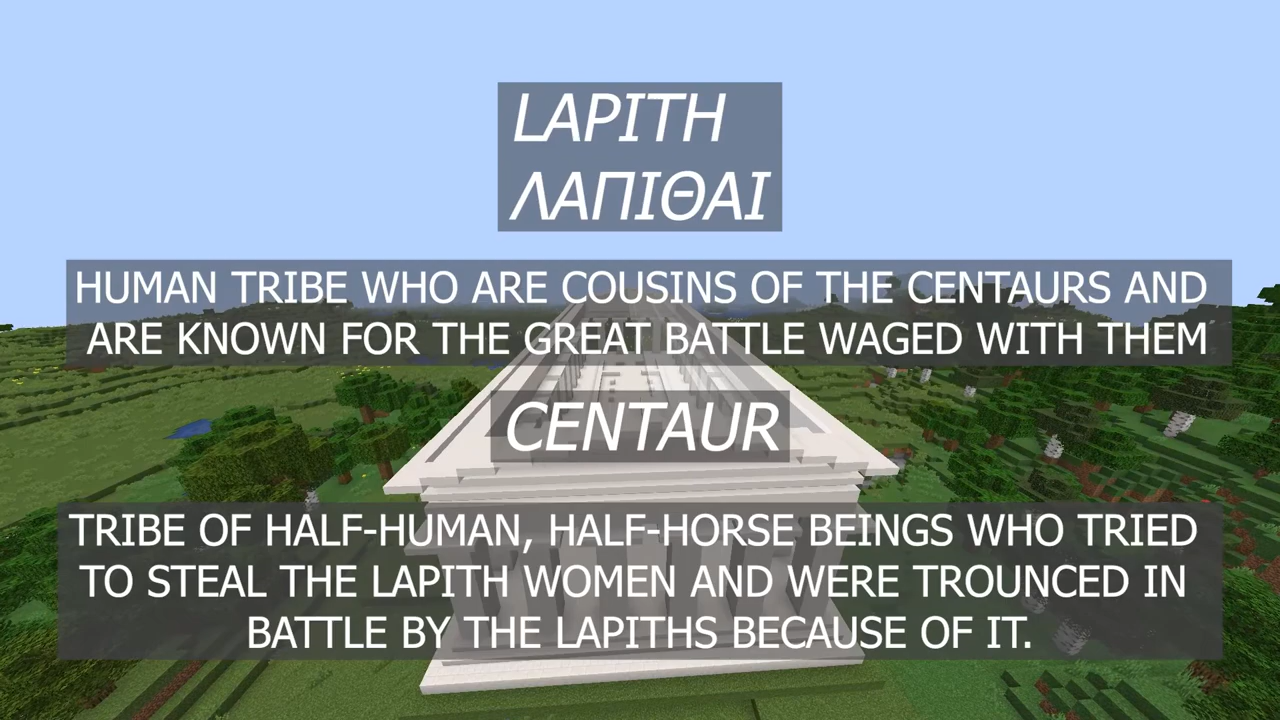 LAPITH
ΛΑΠΙΘΑΙ
HUMAN TRIBE WHO ARE COUSINS OF THE CENTAURS AND
ARE KNOWN FOR THE GREAT BATTLE WAGED WITH THEM
CENTAUR
TRIBE OF HALF-HUMAN, HALF-HORSE BEINGS WHO TRIED
TO STEAL THE LAPITH WOMEN AND WERE TROUNCED IN
BATTLE BY THE LAPITHS BECAUSE OF IT.